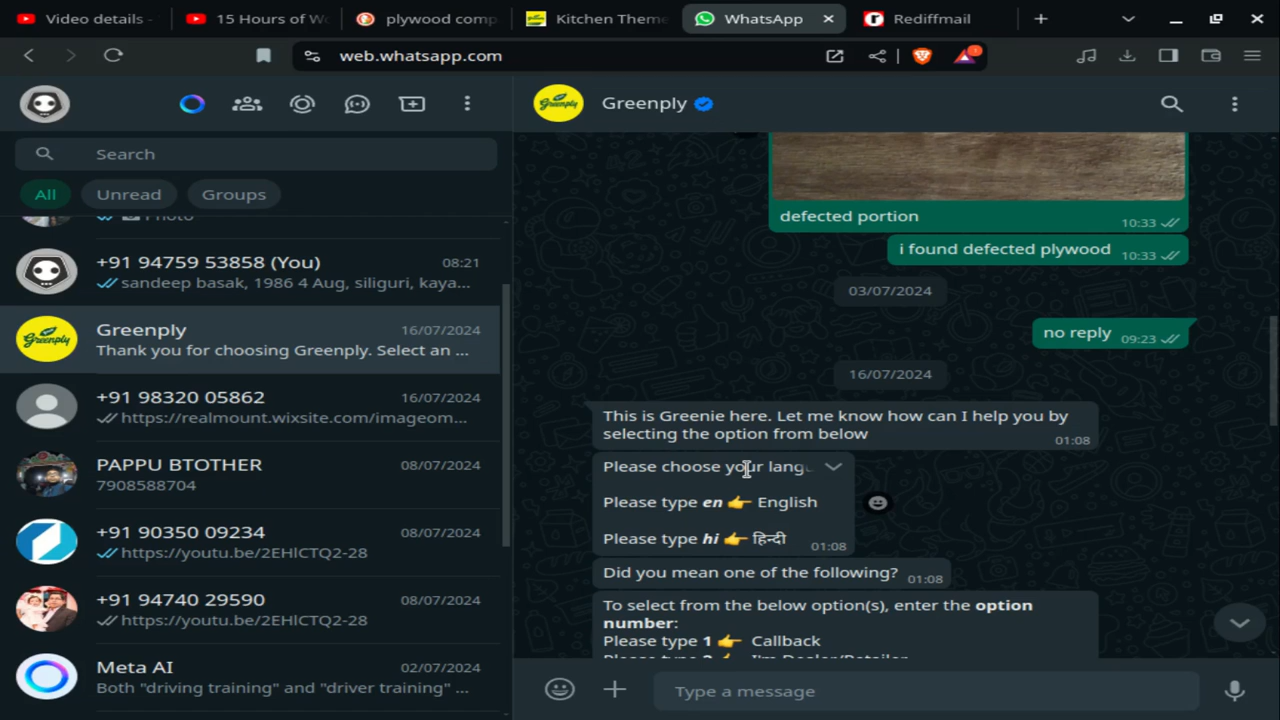 Video details -
15 Hours of W
plywood comp
Kitchen Theme
WhatsApp
Rediffmail
web.whatsapp.com
Greenply
Search
All
Unread
Groups
Photo
+91 94759 53858 (You)
08:21
sandeep basak, 1986 4 Aug, siliguri, kaya...
Greenply
16/07/2024
Thank you for choosing Greenply. Select an ...
+91 98320 05862
16/07/2024
https://realmount.wixsite.com/imageom...
PAPPU BTOTHER
08/07/2024
7908588704
+91 90350 09234
08/07/2024
https://youtu.be/2EHlCTQ2-28
+91 94740 29590
08/07/2024
https://youtu.be/2EHlCTQ2-28
Meta AI
02/07/2024
Both "driving training" and "driver training" ...
defected portion
10:33
i found defected plywood
10:33
03/07/2024
no reply
09:23
16/07/2024
This is Greenie here. Let me know how can I help you by
selecting the option from below
01:08
Please choose your langu
Please type en 👉 English
Please type hi 👉 हिन्दी
01:08
Did you mean one of the following?
01:08
To select from the below option(s), enter the option
number:
Please type 1 👉 Callback
Please type 2 👉 I'm Dealer/Retailer
Type a message